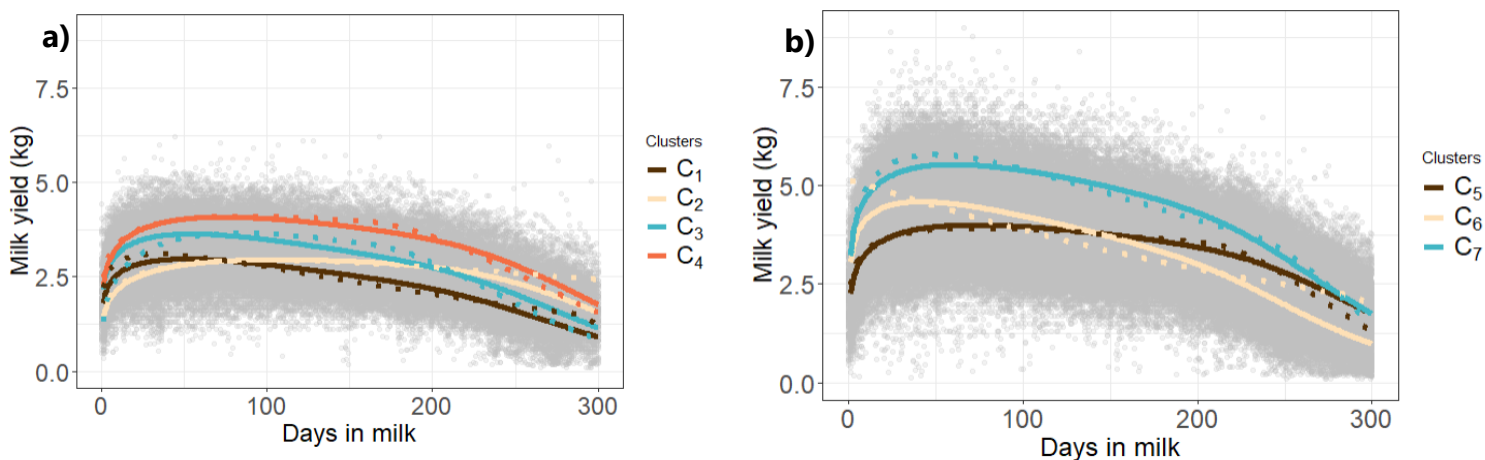 a)
Milk yield (kg)
7.5
5.0
2.5
0.0
0 100 200 300
Days in milk
Clusters
C1
C2
C3
C4
b)
Milk yield (kg)
7.5
5.0
2.5
0.0
0 100 200 300
Days in milk
Clusters
C5
C6
C7